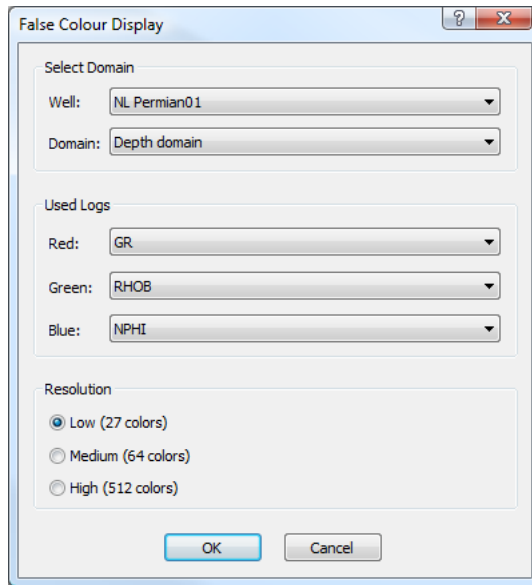 False Colour Display
Select Domain
Well: NL Permian01
Domain: Depth domain
Used Logs
Red: GR
Green: RHOB
Blue: NPHI
Resolution
Low (27 colors)
Medium (64 colors)
High (512 colors)
OK Cancel